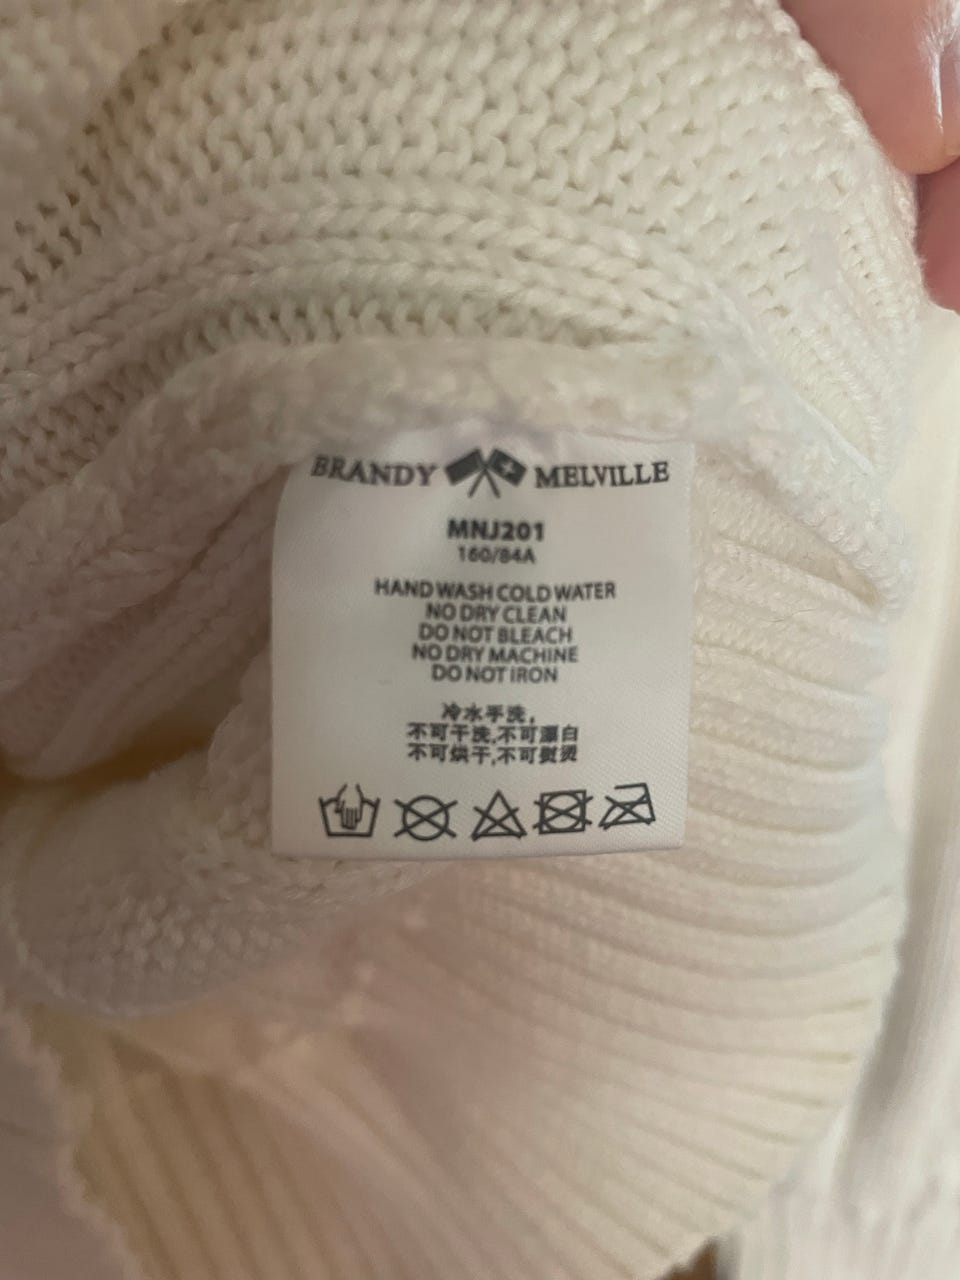 BRANDY MELVILLE
MNJ201
160/84A
HAND WASH COLD WATER
NO DRY CLEAN
DO NOT BLEACH
NO DRY MACHINE
DO NOT IRON
冷水手洗,
不可干洗,不可漂白
不可烘干,不可熨烫